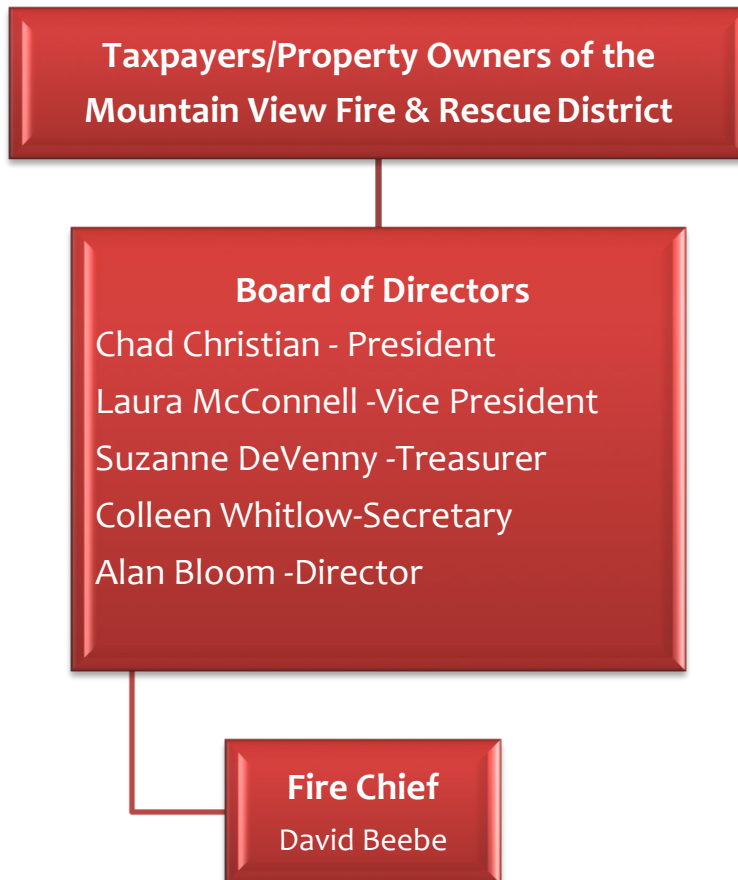 Taxpayers/Property Owners of the
Mountain View Fire & Rescue District
Board of Directors
Chad Christian - President
Laura McConnell -Vice President
Suzanne DeVenny -Treasurer
Colleen Whitlow-Secretary
Alan Bloom -Director
Fire Chief
David Beebe